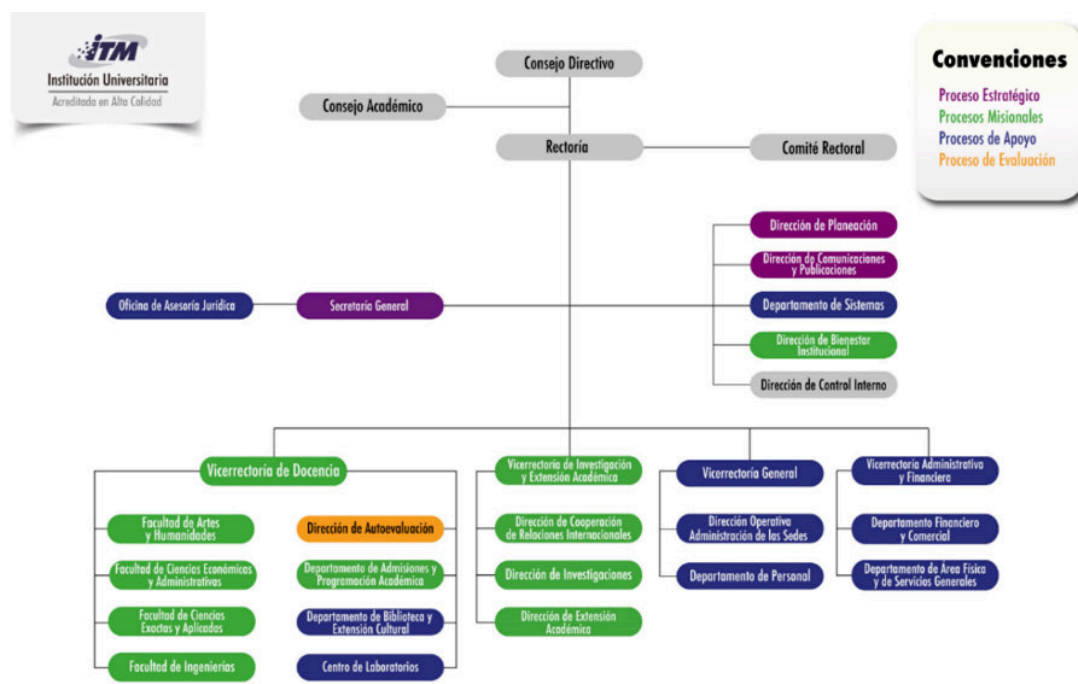 iTM
Institución Universitaria
Acreditada en Alta Calidad
Convenciones
Proceso Estratégico
Procesos Misionales
Procesos de Apoyo
Proceso de Evaluación
Consejo Directivo
Consejo Académico
Rectoría
Comité Rectoral
Dirección de Planeación
Dirección de Comunicaciones
y Publicaciones
Oficina de Asesoría Jurídica
Secretaría General
Departamento de Sistemas
Dirección de Bienestar
Institucional
Dirección de Control Interno
Vicerrectoría de Docencia
Facultad de Artes
y Humanidades
Facultad de Ciencias Económicas
y Administrativas
Facultad de Ciencias
Exactas y Aplicadas
Facultad de Ingenierías
Dirección de Autoevaluación
Departamento de Admisiones y
Programación Académica
Departamento de Biblioteca y
Extensión Cultural
Centro de Laboratorios
Vicerrectoría de Investigación
y Extensión Académica
Dirección de Cooperación
de Relaciones Internacionales
Dirección de Investigaciones
Dirección de Extensión
Académica
Vicerrectoría General
Dirección Operativa
Administración de las Sedes
Departamento de Personal
Vicerrectoría Administrativa
y Financiera
Departamento Financiero
y Comercial
Departamento de Área Física
y de Servicios Generales